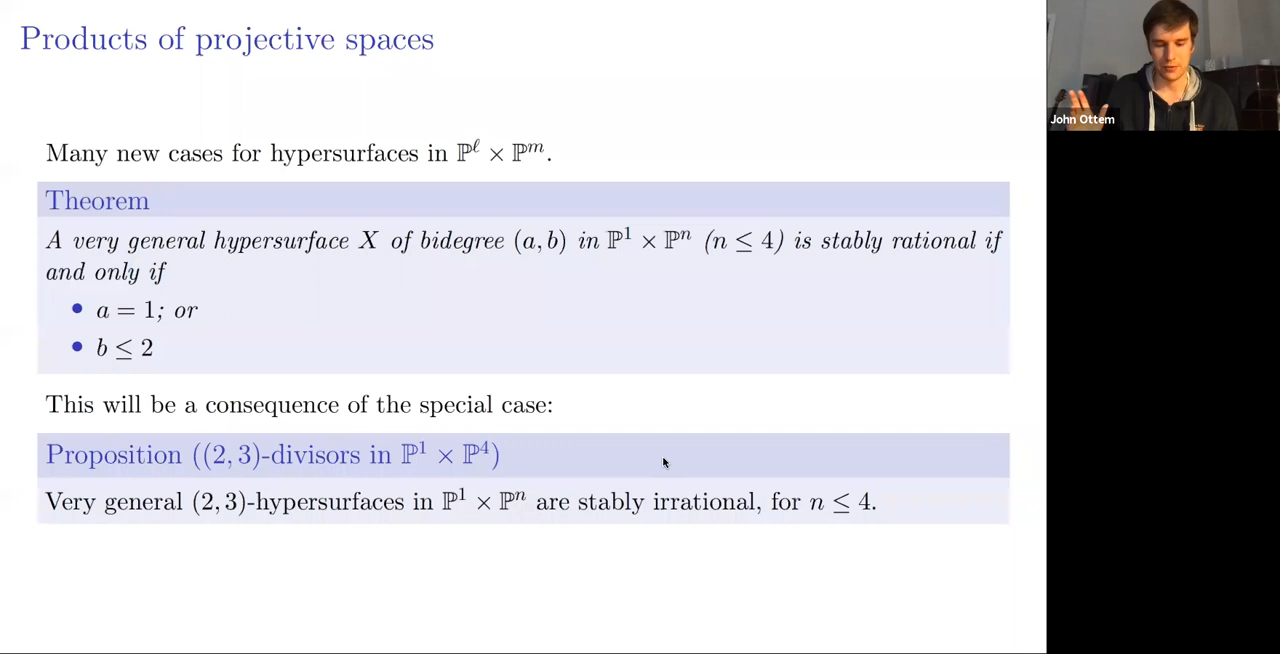 Products of projective spaces
John Ottem
Many new cases for hypersurfaces in ℙ^ℓ × ℙ^m.
Theorem
A very general hypersurface X of bidegree (a, b) in ℙ^1 × ℙ^n (n ≤ 4) is stably rational if
and only if
• a = 1; or
• b ≤ 2
This will be a consequence of the special case:
Proposition ((2, 3)-divisors in ℙ^1 × ℙ^4)
Very general (2, 3)-hypersurfaces in ℙ^1 × ℙ^n are stably irrational, for n ≤ 4.